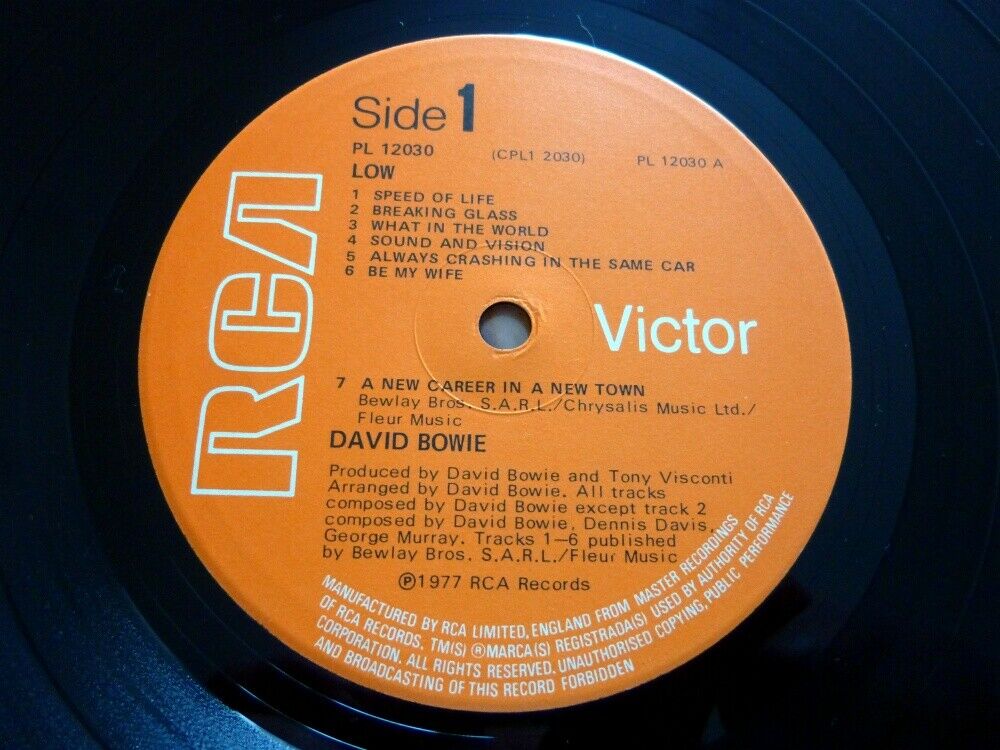 Side 1
PL 12030 (CPL1 2030) PL 12030 A
LOW
1 SPEED OF LIFE
2 BREAKING GLASS
3 WHAT IN THE WORLD
4 SOUND AND VISION
5 ALWAYS CRASHING IN THE SAME CAR
6 BE MY WIFE
RCA
Victor
7 A NEW CAREER IN A NEW TOWN
Bewlay Bros. S.A.R.L./Chrysalis Music Ltd./
Fleur Music
DAVID BOWIE
Produced by David Bowie and Tony Visconti
Arranged by David Bowie. All tracks
composed by David Bowie except track 2
composed by David Bowie, Dennis Davis,
George Murray. Tracks 1–6 published
by Bewlay Bros. S.A.R.L./Fleur Music
℗1977 RCA Records
MANUFACTURED BY RCA LIMITED, ENGLAND FROM MASTER RECORDINGS
OF RCA RECORDS. TM(S) ® MARCA(S) REGISTRADA(S) USED BY AUTHORITY OF RCA
CORPORATION. ALL RIGHTS RESERVED. UNAUTHORISED COPYING, PUBLIC PERFORMANCE
AND BROADCASTING OF THIS RECORD FORBIDDEN